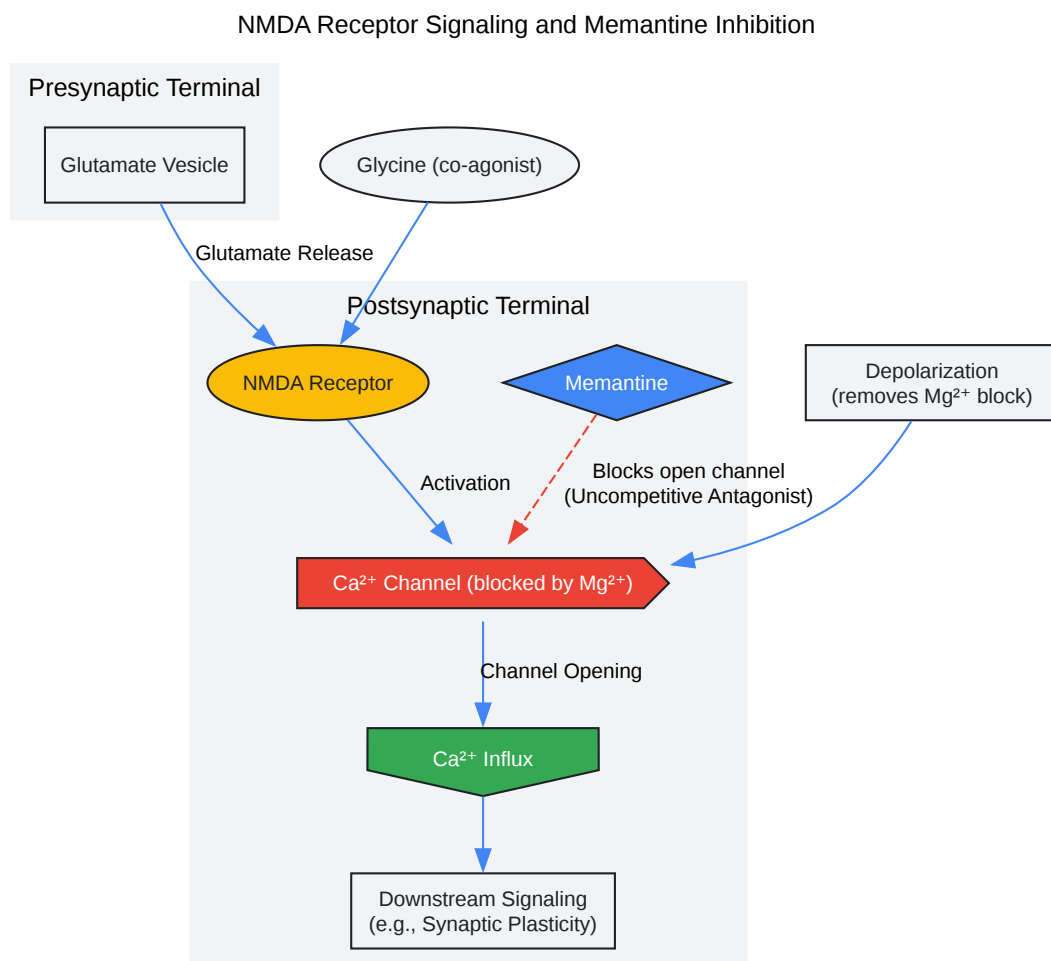 NMDA Receptor Signaling and Memantine Inhibition
Presynaptic Terminal
Glutamate Vesicle
Glycine (co-agonist)
Glutamate Release
Postsynaptic Terminal
NMDA Receptor
Memantine
Depolarization
(removes Mg²⁺ block)
Activation
Blocks open channel
(Uncompetitive Antagonist)
Ca²⁺ Channel (blocked by Mg²⁺)
Channel Opening
Ca²⁺ Influx
Downstream Signaling
(e.g., Synaptic Plasticity)